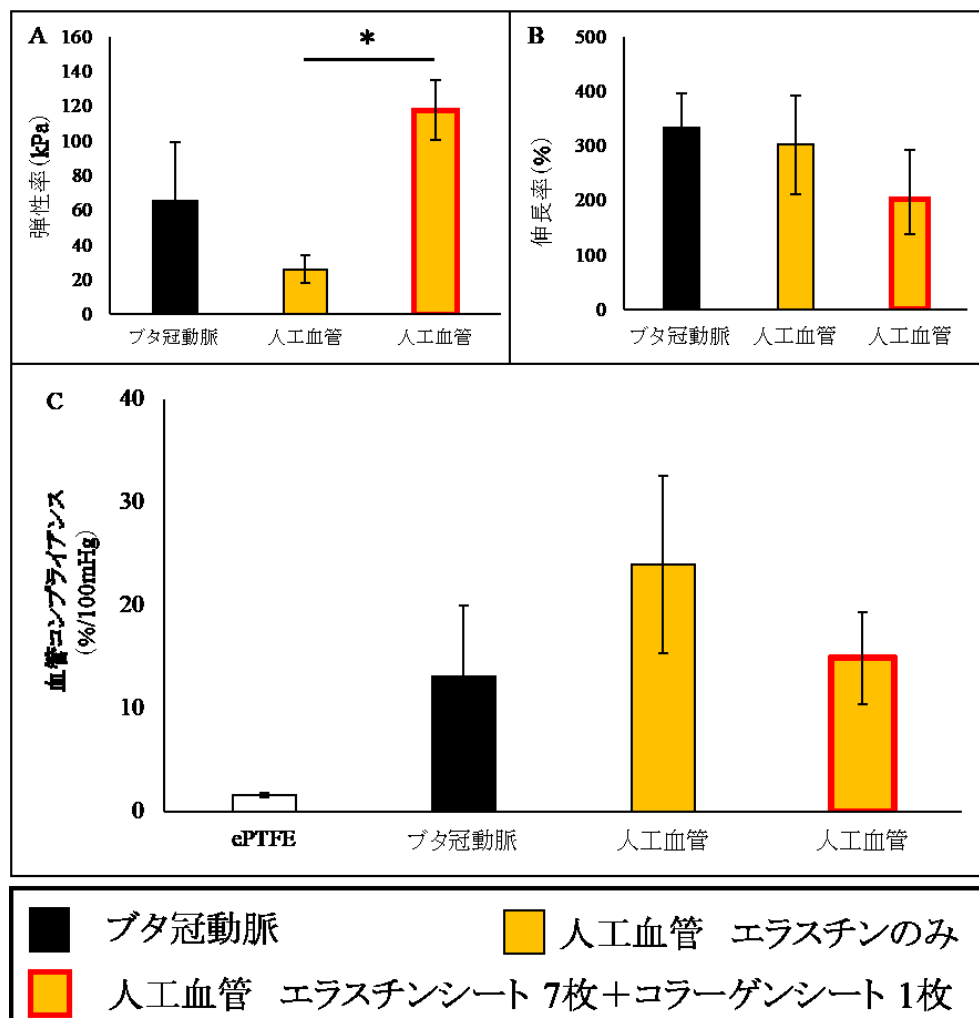 A
弾性率(kPa)
160
140
120
100
80
60
40
20
0
*
ブタ冠動脈 人工血管 人工血管
B
伸長率(%)
500
400
300
200
100
0
ブタ冠動脈 人工血管 人工血管
C
血管コンプライアンス
(%/100mHg)
40
30
20
10
0
ePTFE ブタ冠動脈 人工血管 人工血管
ブタ冠動脈 人工血管 エラスチンのみ
人工血管 エラスチンシート 7枚+コラーゲンシート 1枚